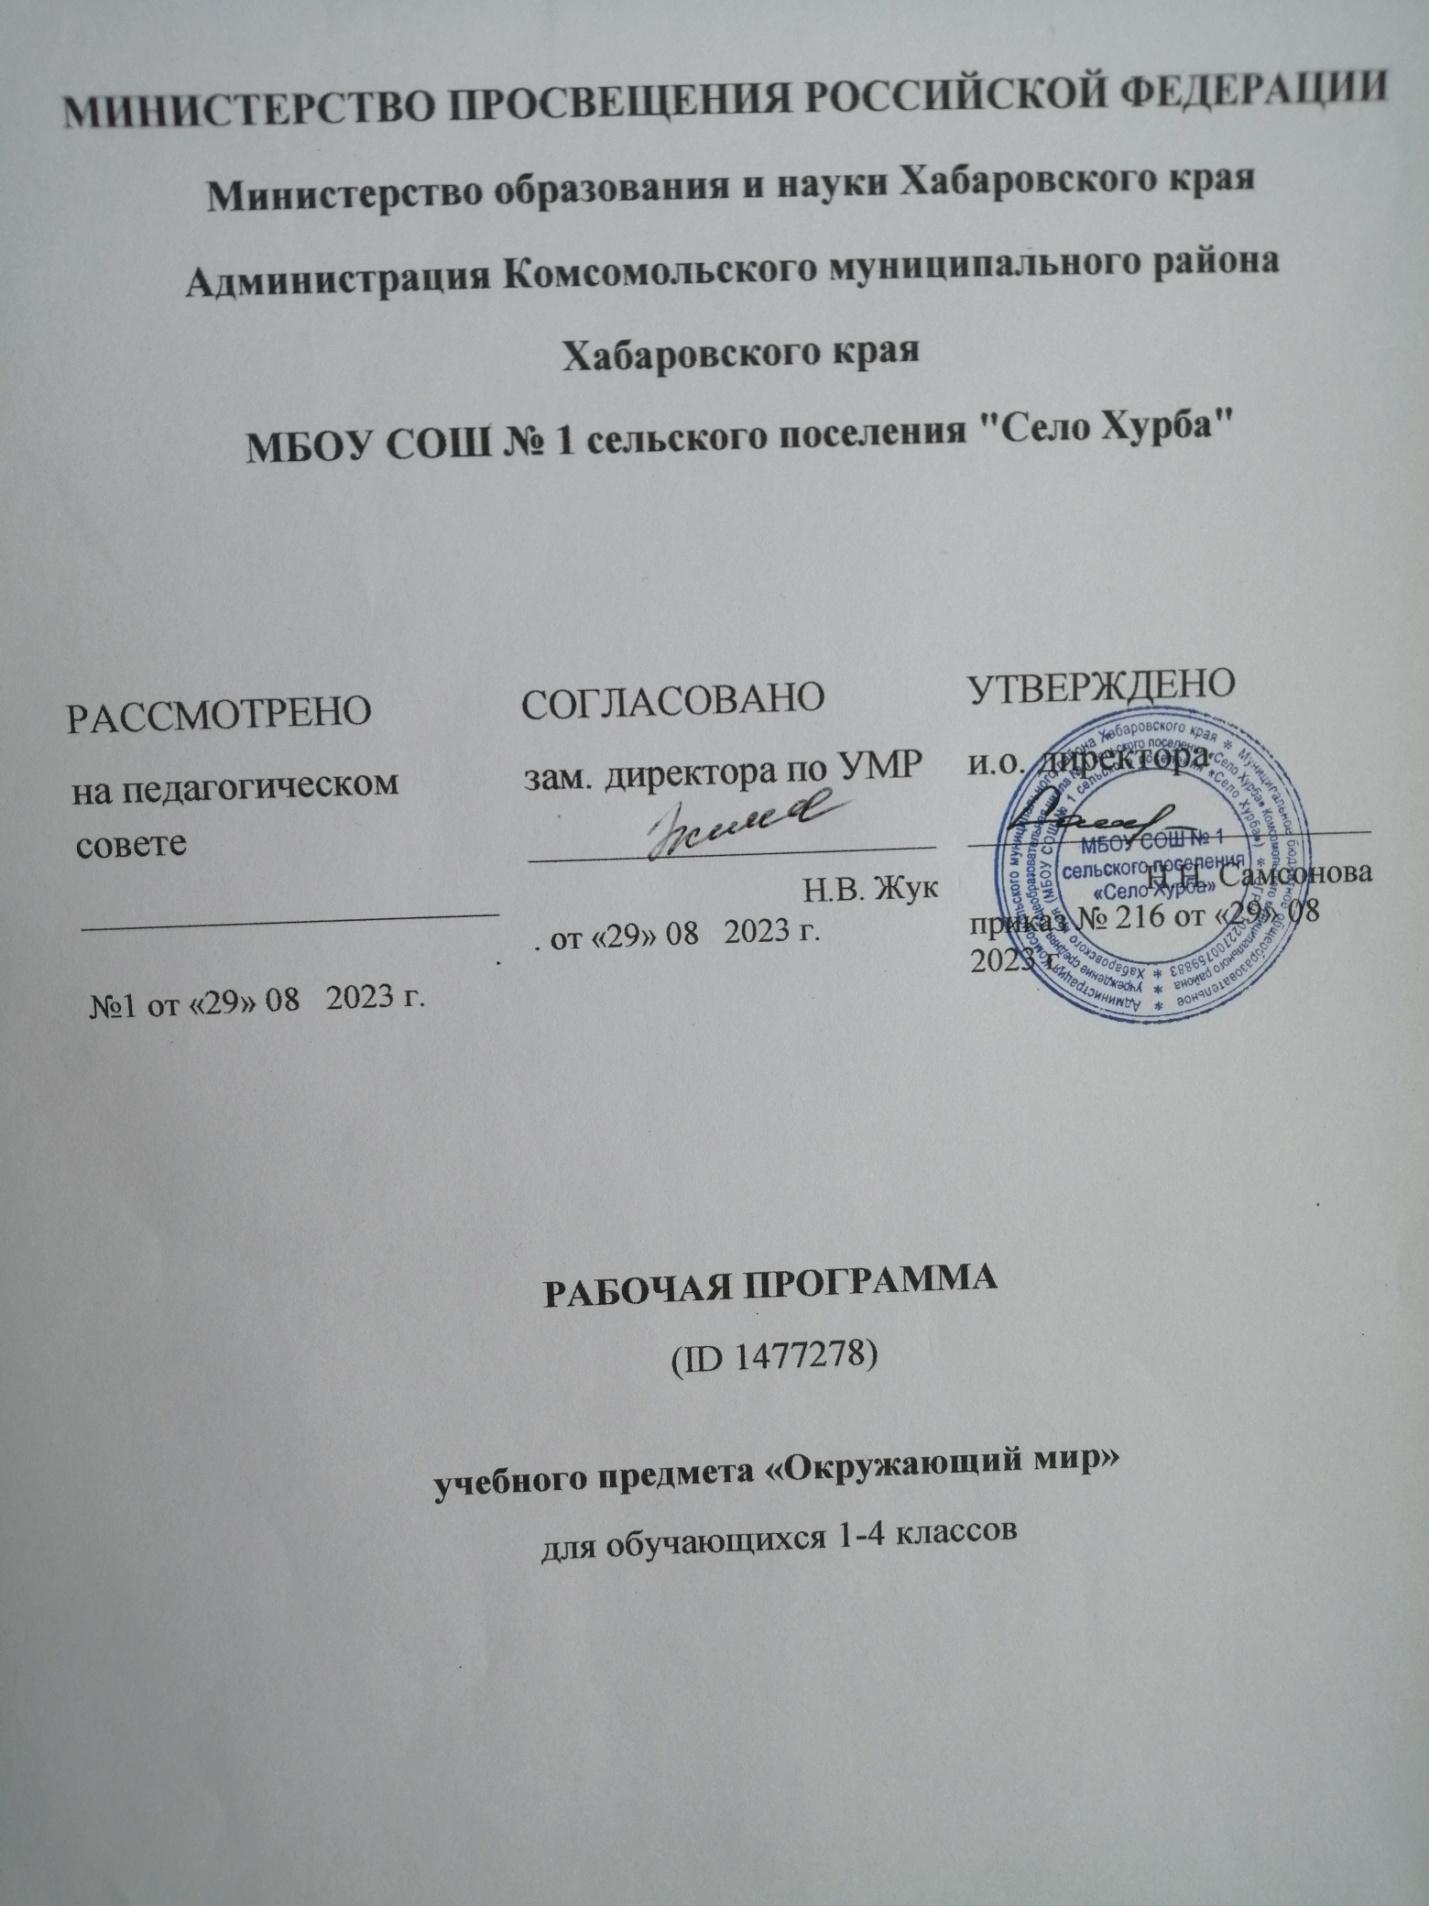 МИНИСТЕРСТВО ПРОСВЕЩЕНИЯ РОССИЙСКОЙ ФЕДЕРАЦИИ
Министерство образования и науки Хабаровского края
Администрация Комсомольского муниципального района
Хабаровского края
МБОУ СОШ № 1 сельского поселения "Село Хурба"
РАССМОТРЕНО
на педагогическом
совете
№1 от «29» 08 2023 г.
СОГЛАСОВАНО
зам. директора по УМР
Н.В. Жук
. от «29» 08 2023 г.
УТВЕРЖДЕНО
и.о. директора
Н.Н. Самсонова
приказ № 216 от «29» 08
2023 г.
МБОУ СОШ № 1
сельского поселения
«Село Хурба»
РАБОЧАЯ ПРОГРАММА
(ID 1477278)
учебного предмета «Окружающий мир»
для обучающихся 1-4 классов